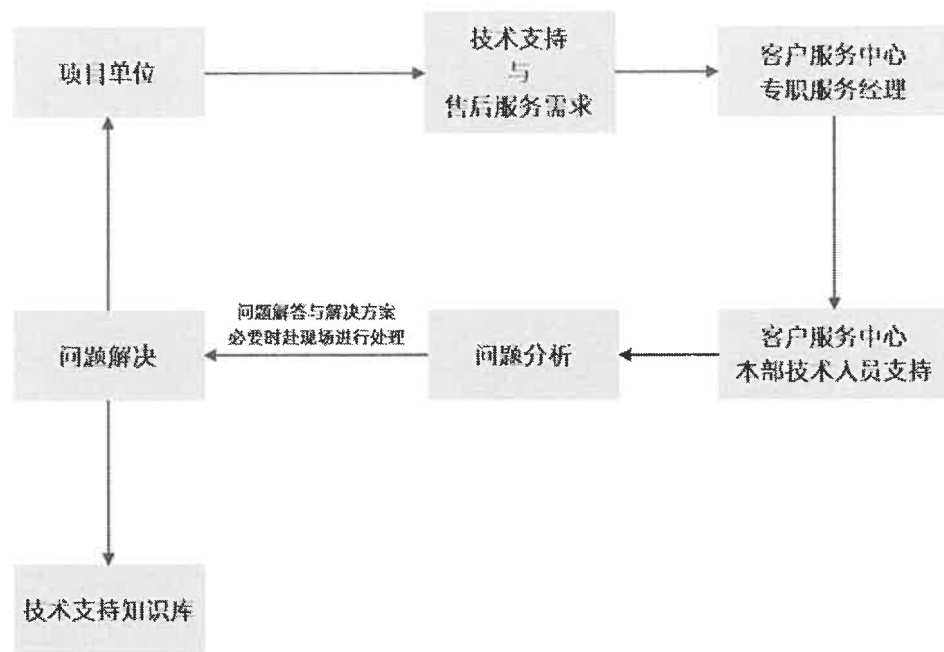 项目单位
技术支持
与
售后服务需求
客户服务中心
专职服务经理
问题解决
问题解答与解决方案
必要时赴现场进行处理
问题分析
客户服务中心
本部技术人员支持
技术支持知识库